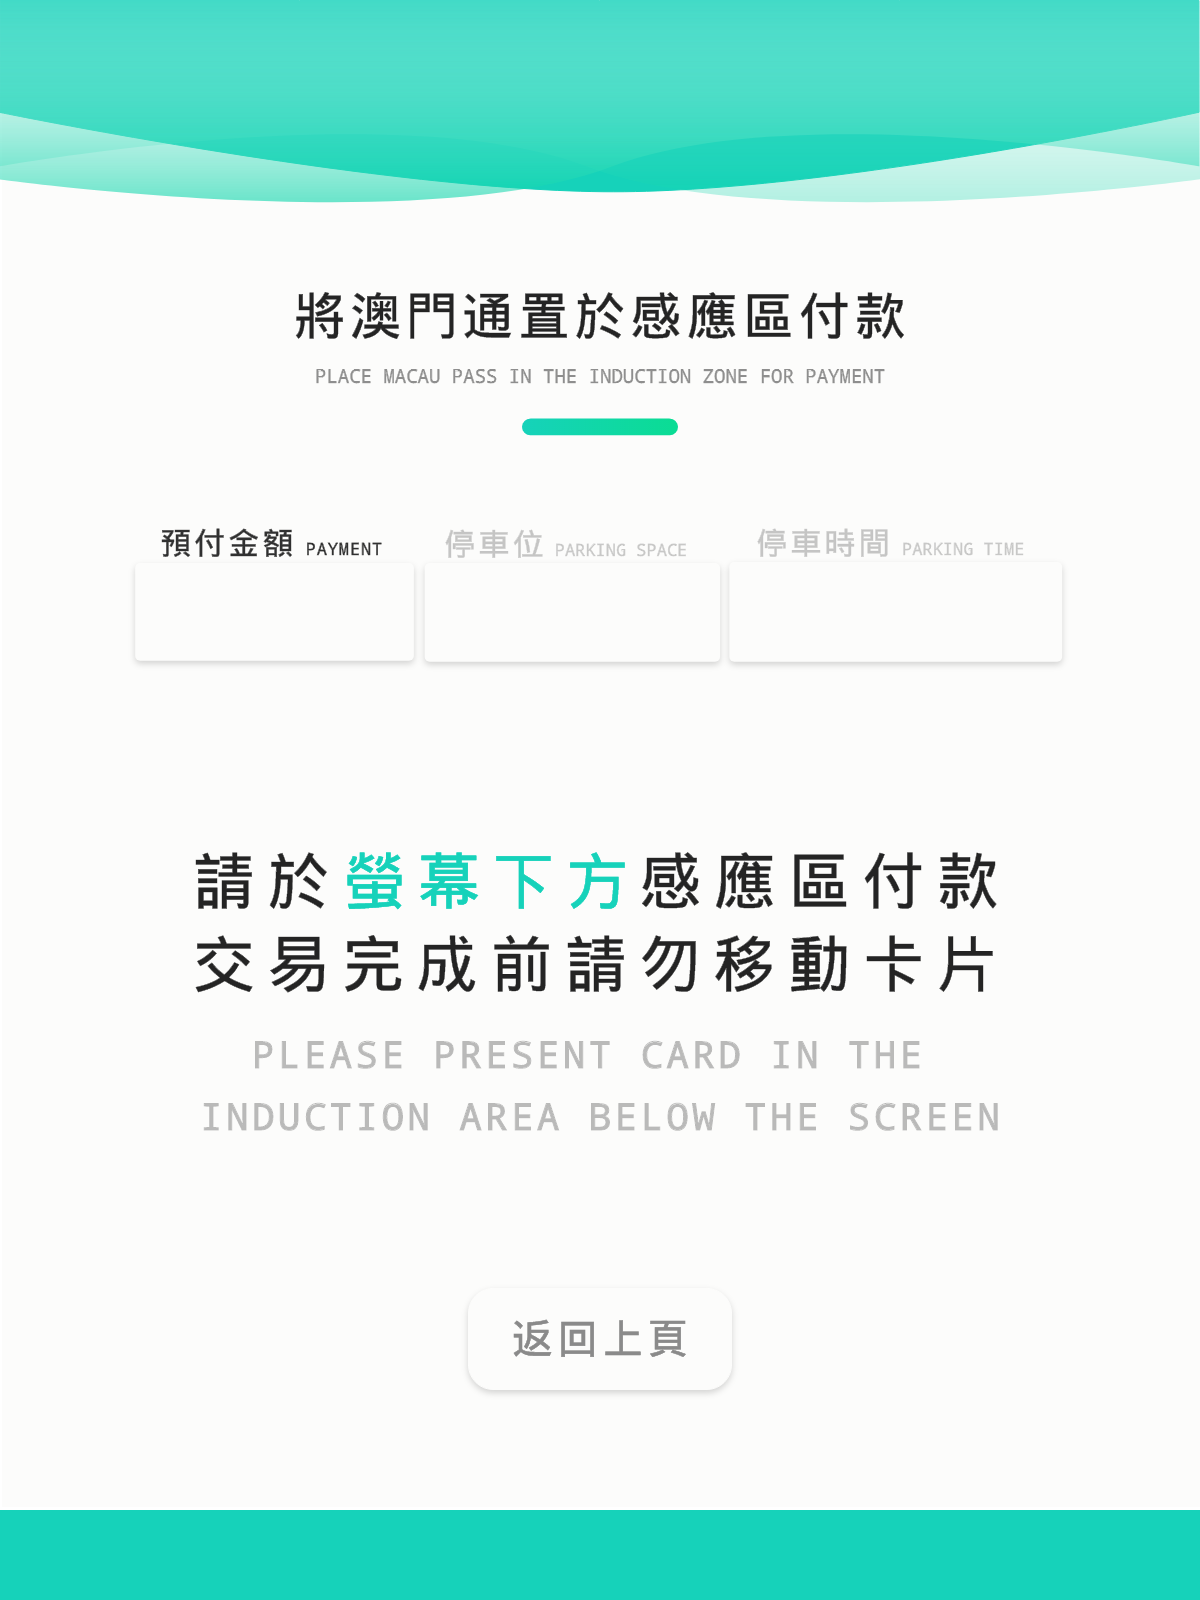 將澳門通置於感應區付款
PLACE MACAU PASS IN THE INDUCTION ZONE FOR PAYMENT
預付金額 PAYMENT 停車位 PARKING SPACE 停車時間 PARKING TIME
請於螢幕下方感應區付款
交易完成前請勿移動卡片
PLEASE PRESENT CARD IN THE
INDUCTION AREA BELOW THE SCREEN
返回上頁